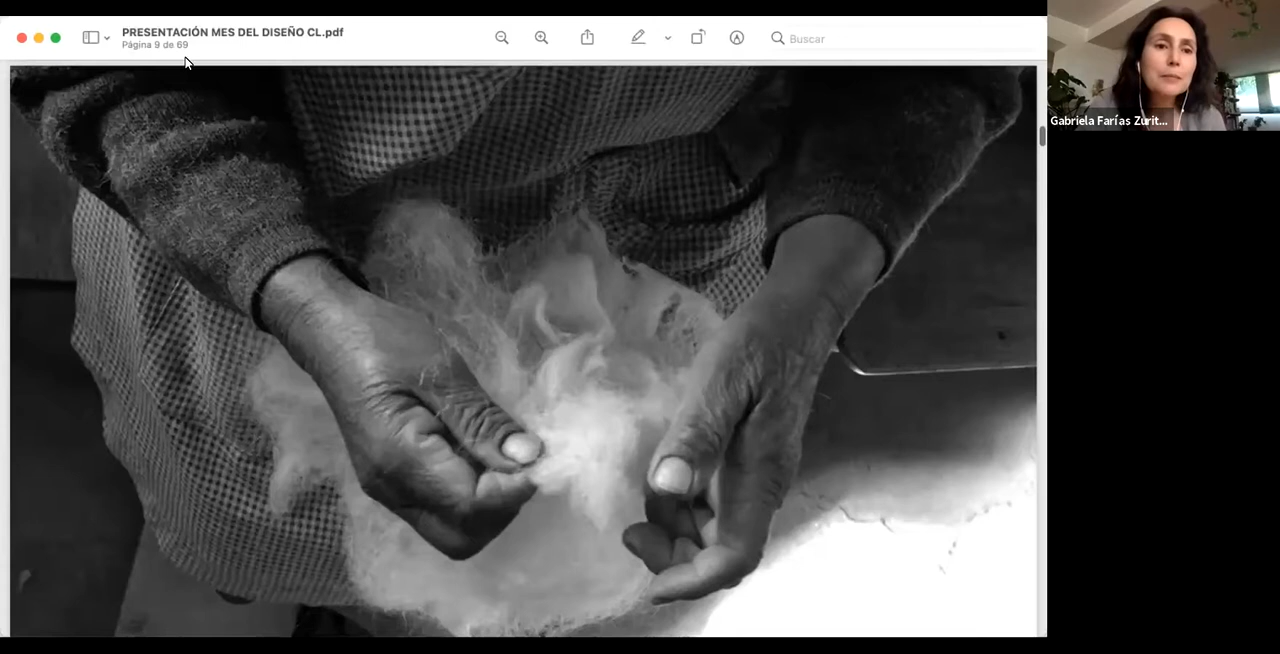 PRESENTACIÓN MES DEL DISEÑO CL.pdf
Página 9 de 69
Buscar
Gabriela Farías Zurit...